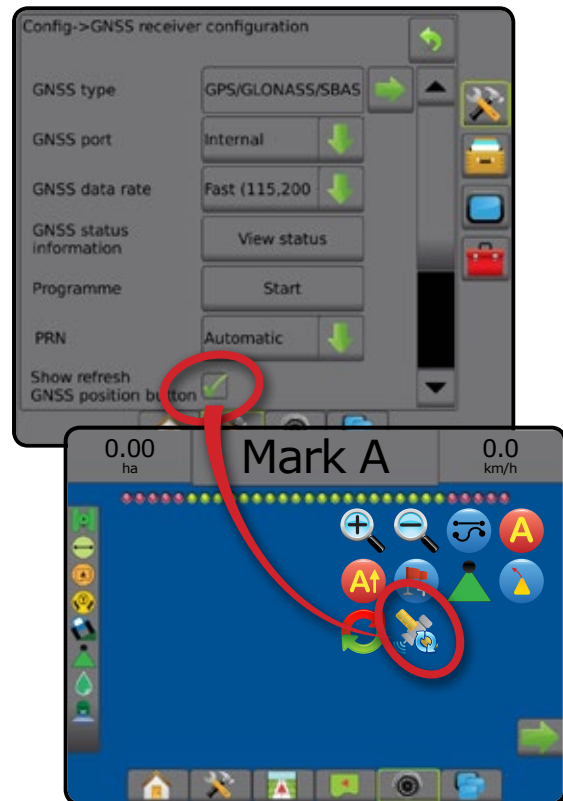 Config->GNSS receiver configuration
GNSS type
GPS/GLONASS/SBAS
GNSS port
Internal
GNSS data rate
Fast (115,200
GNSS status
information
View status
Programme
Start
PRN
Automatic
Show refresh
GNSS position button
0.00
ha
Mark A
0.0
km/h
A
A